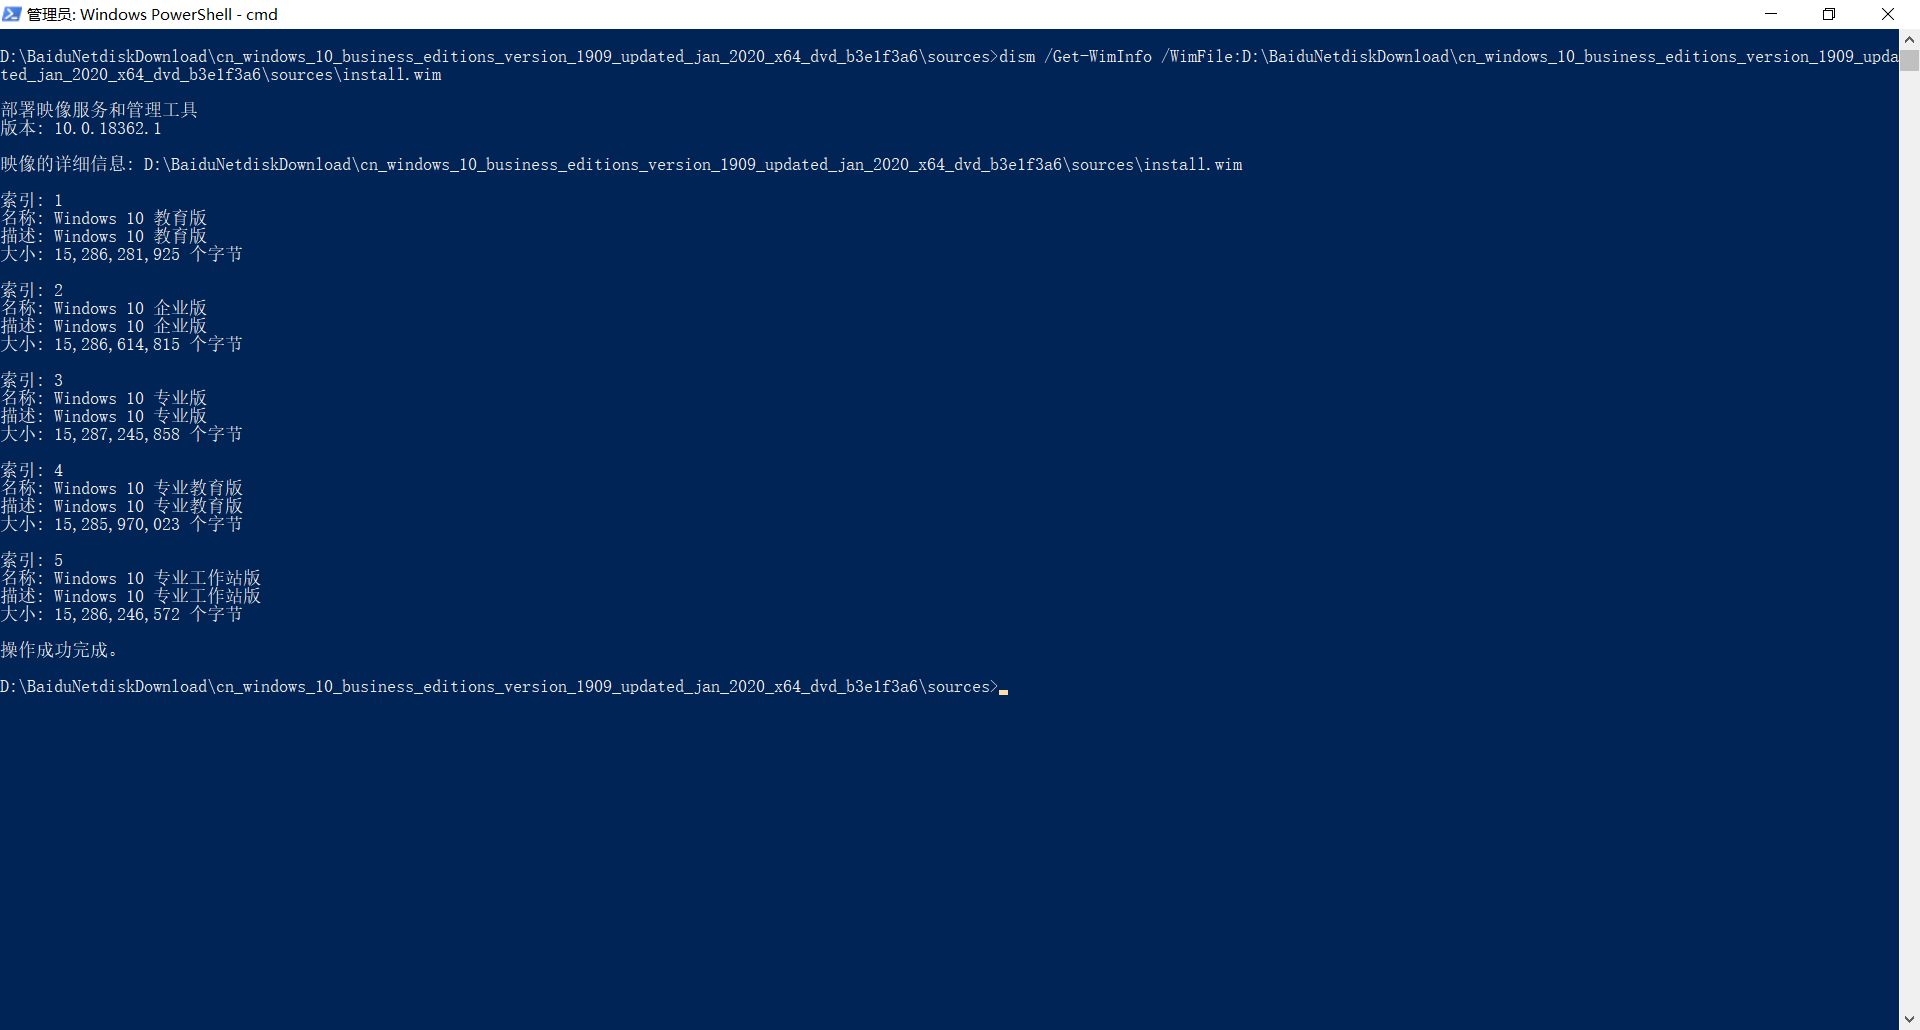 管理员: Windows PowerShell - cmd
D:\BaiduNetdiskDownload\cn_windows_10_business_editions_version_1909_updated_jan_2020_x64_dvd_b3e1f3a6\sources>dism /Get-WimInfo /WimFile:D:\BaiduNetdiskDownload\cn_windows_10_business_editions_version_1909_upda
ted_jan_2020_x64_dvd_b3e1f3a6\sources\install.wim
部署映像服务和管理工具
版本: 10.0.18362.1
映像的详细信息: D:\BaiduNetdiskDownload\cn_windows_10_business_editions_version_1909_updated_jan_2020_x64_dvd_b3e1f3a6\sources\install.wim
索引: 1
名称: Windows 10 教育版
描述: Windows 10 教育版
大小: 15,286,281,925 个字节
索引: 2
名称: Windows 10 企业版
描述: Windows 10 企业版
大小: 15,286,614,815 个字节
索引: 3
名称: Windows 10 专业版
描述: Windows 10 专业版
大小: 15,287,245,858 个字节
索引: 4
名称: Windows 10 专业教育版
描述: Windows 10 专业教育版
大小: 15,285,970,023 个字节
索引: 5
名称: Windows 10 专业工作站版
描述: Windows 10 专业工作站版
大小: 15,286,246,572 个字节
操作成功完成。
D:\BaiduNetdiskDownload\cn_windows_10_business_editions_version_1909_updated_jan_2020_x64_dvd_b3e1f3a6\sources>